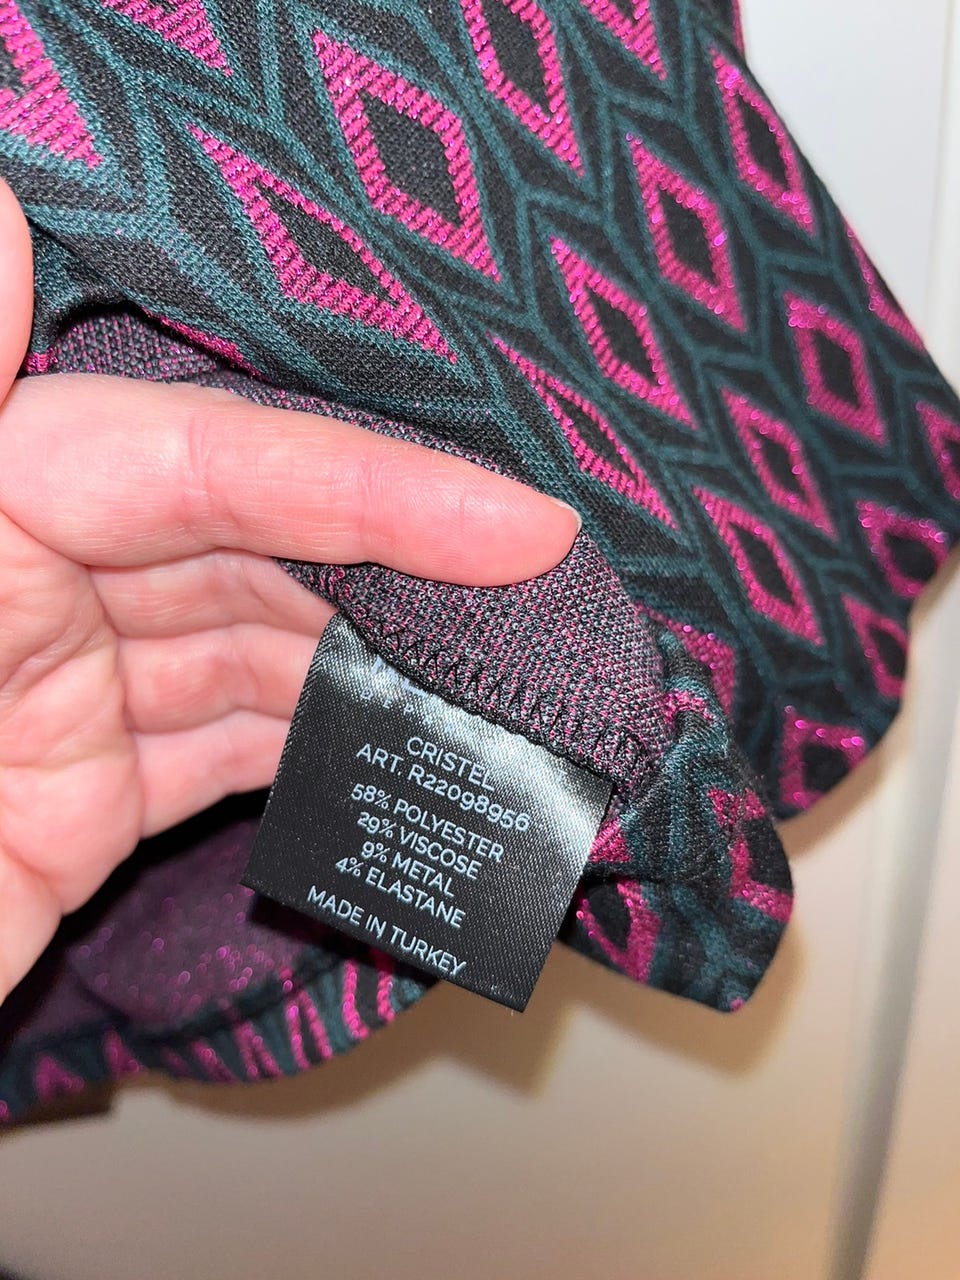 CRISTEL
ART. R22098956
58% POLYESTER
29% VISCOSE
9% METAL
4% ELASTANE
MADE IN TURKEY